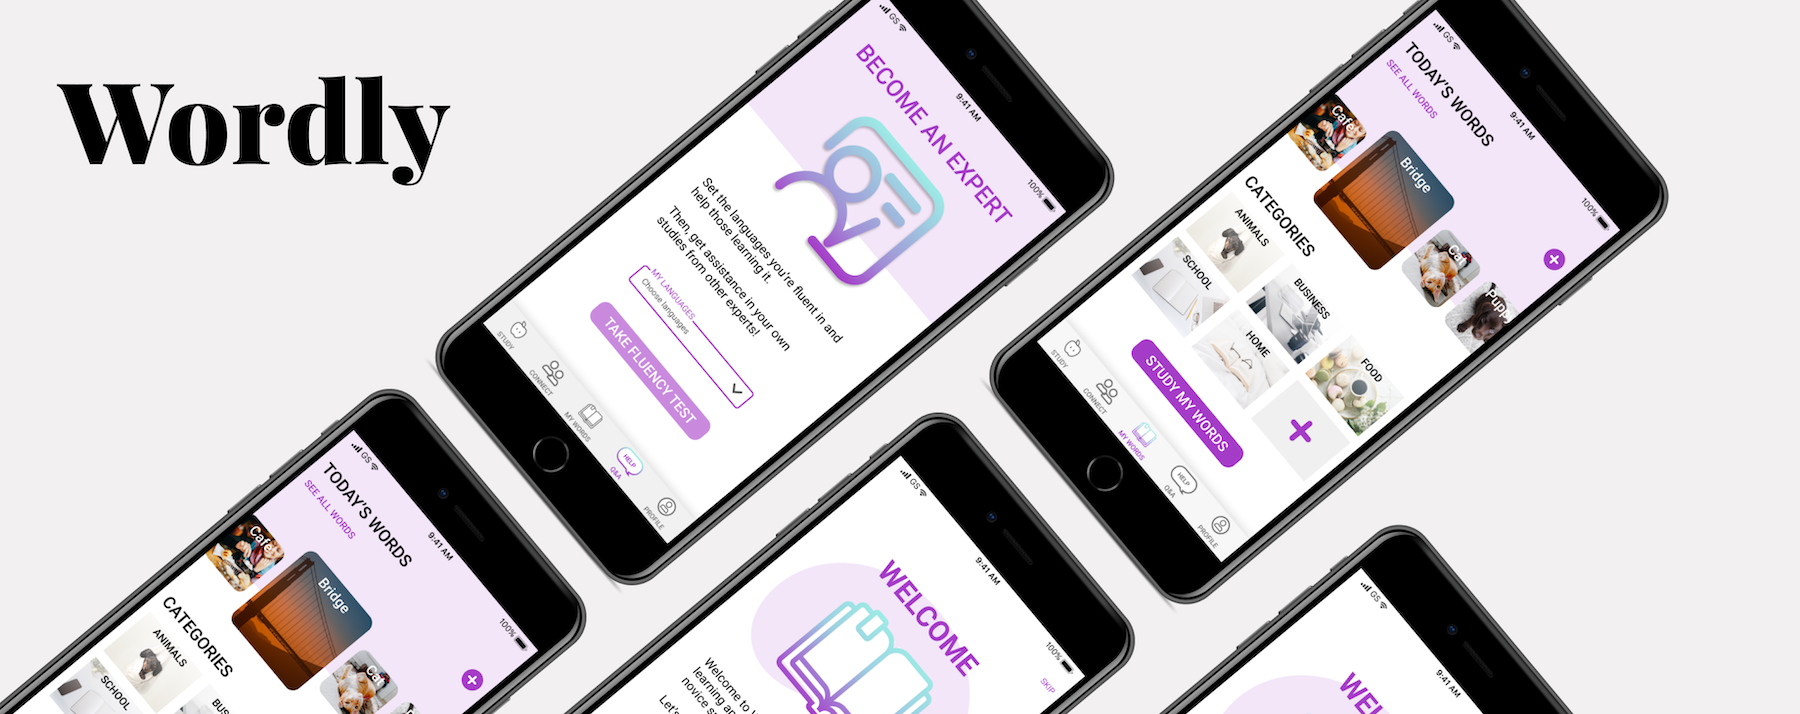 Wordly
GS
9:41 AM
100%
BECOME AN EXPERT
Set the languages you're fluent in and
help those learning it.
Then, get assistance in your own
studies from other experts!
MY LANGUAGES
Choose languages
TAKE FLUENCY TEST
STUDY
CONNECT
MY WORDS
HELP
Q&A
PROFILE
GS
9:41 AM
100%
TODAY'S WORDS
SEE ALL WORDS
Cafe
Bridge
Cat
Puppy
CATEGORIES
ANIMALS
BUSINESS
FOOD
SCHOOL
HOME
STUDY MY WORDS
STUDY
CONNECT
MY WORDS
HELP
Q&A
PROFILE
GS
9:41 AM
100%
TODAY'S WORDS
SEE ALL WORDS
Cafe
Bridge
Cat
CATEGORIES
ANIMALS
BUS
SCHOOL
GS
9:41 AM
100%
SKIP
WELCOME
Welcome to
learning a
novice s
Let's
GS
9:41 AM
WEL